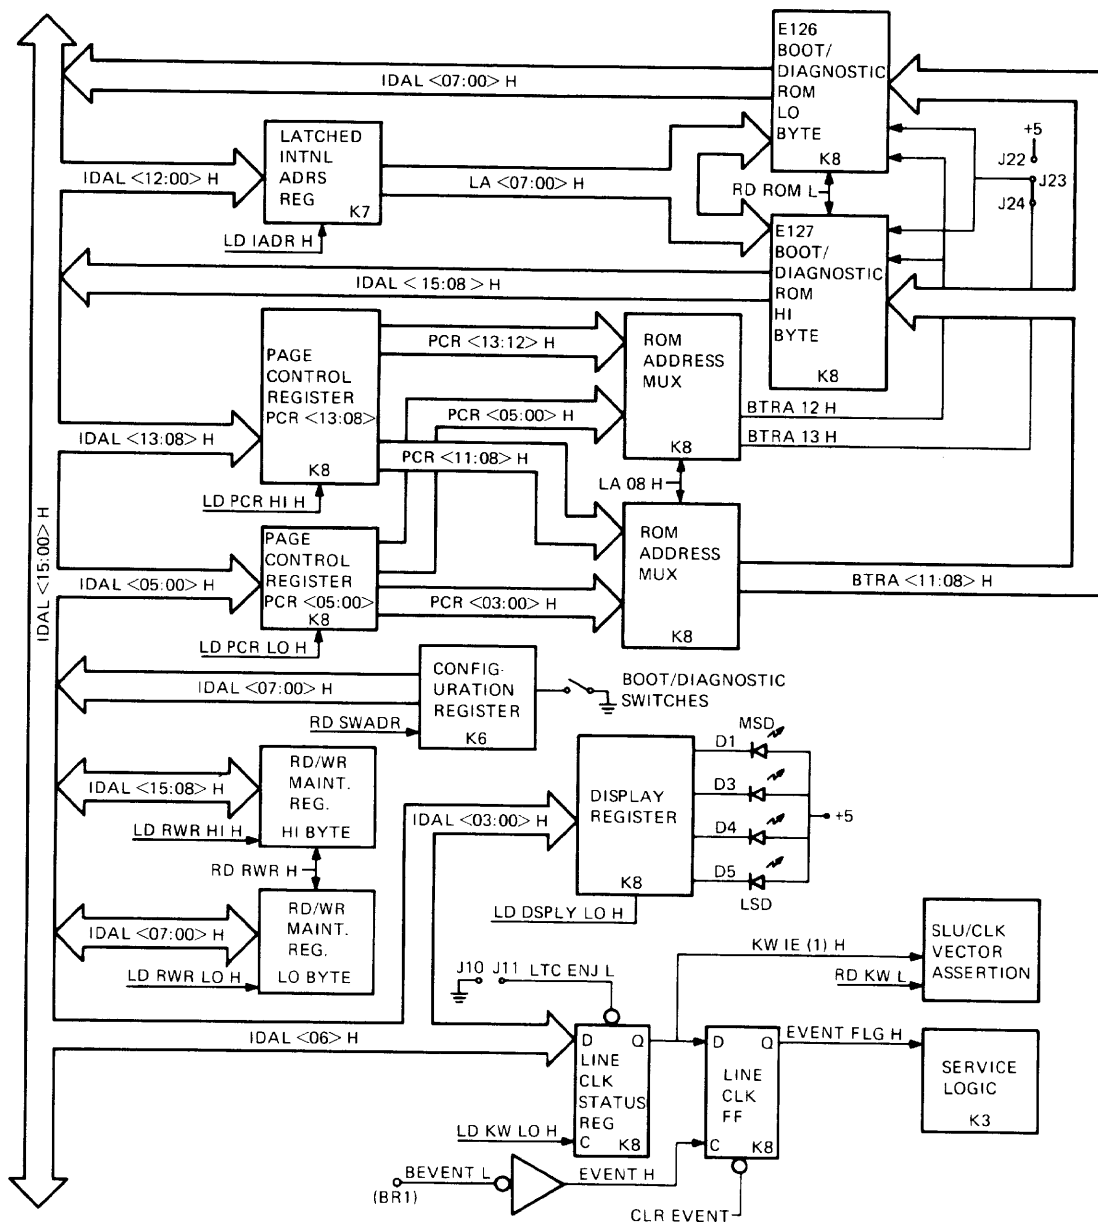 IDAL <15:00> H
IDAL <07:00> H
E126
BOOT/
DIAGNOSTIC
ROM
LO
BYTE
K8
LATCHED
INTNL
ADRS
REG
K7
IDAL <12:00> H
LA <07:00> H
LD IADR H
RD ROM L
+5
J22
J23
J24
E127
BOOT/
DIAGNOSTIC
ROM
HI
BYTE
K8
IDAL <15:08> H
PAGE
CONTROL
REGISTER
PCR <13:08>
K8
IDAL <13:08> H
LD PCR HI H
PCR <13:12> H
PCR <05:00> H
PCR <11:08> H
ROM
ADDRESS
MUX
K8
BTRA 12 H
BTRA 13 H
LA 08 H
PAGE
CONTROL
REGISTER
PCR <05:00>
K8
IDAL <05:00> H
LD PCR LO H
PCR <03:00> H
ROM
ADDRESS
MUX
K8
BTRA <11:08> H
IDAL <07:00> H
CONFIG-
URATION
REGISTER
K6
RD SWADR
BOOT/DIAGNOSTIC
SWITCHES
IDAL <15:08> H
RD/WR
MAINT.
REG.
HI BYTE
LD RWR HI H
RD RWR H
IDAL <07:00> H
RD/WR
MAINT.
REG.
LO BYTE
LD RWR LO H
IDAL <03:00> H
DISPLAY
REGISTER
K8
LD DSPLY LO H
MSD
D1
D3
D4
D5
LSD
+5
J10 J11 LTC ENJ L
IDAL <06> H
D Q
LINE
CLK
STATUS
REG
C K8
LD KW LO H
KW IE (1) H
RD KW L
SLU/CLK
VECTOR
ASSERTION
D Q
LINE
CLK
FF
C K8
EVENT FLG H
SERVICE
LOGIC
K3
BEVENT L
(BR1)
EVENT H
CLR EVENT